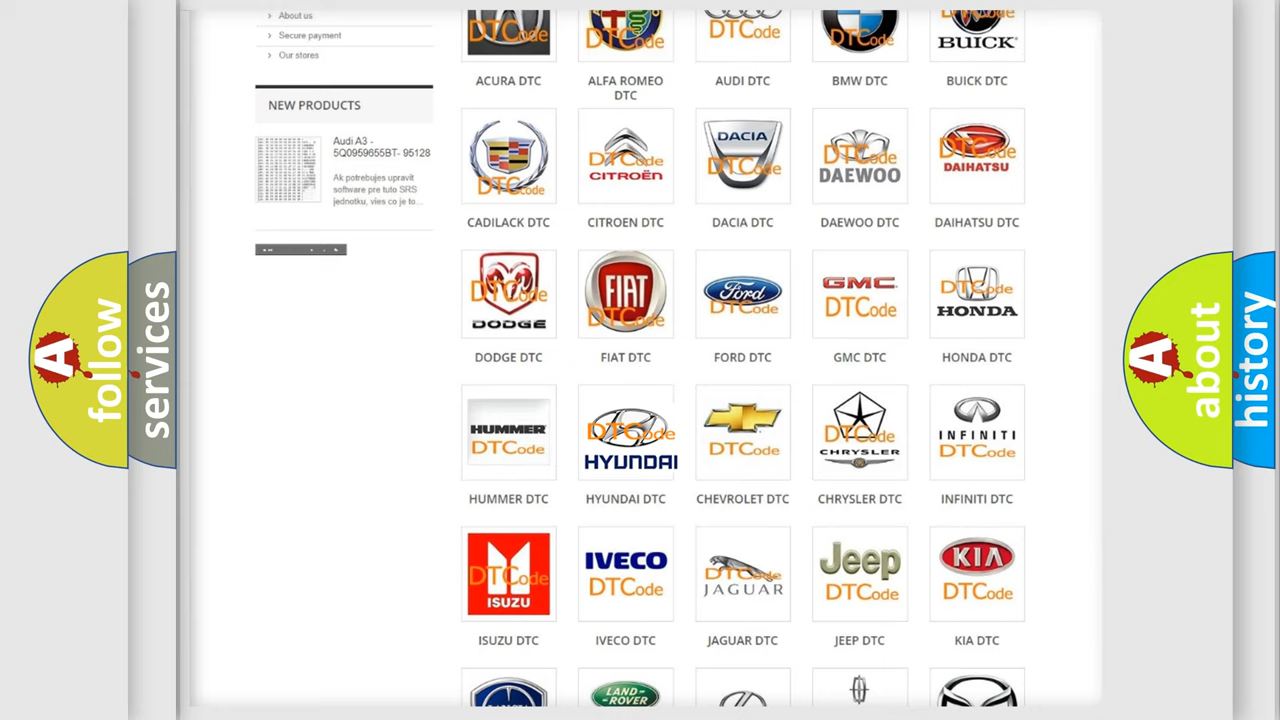 About us
Secure payment
Our stores
NEW PRODUCTS
Audi A3 -
5Q0959655BT- 95128
Ak potrebujes upravit
software pre tuto SRS
jednotku, vies co je to...
DTCode
DTCode
DTCode
DTCode
BUICK
ACURA DTC
ALFA ROMEO
DTC
AUDI DTC
BMW DTC
BUICK DTC
DTCode
DTCode
CITROËN
DACIA
DTCode
DTCode
DAEWOO
DTCode
DAIHATSU
CADILACK DTC
CITROEN DTC
DACIA DTC
DAEWOO DTC
DAIHATSU DTC
DTCode
DODGE
FIAT
DTCode
Ford
DTCode
GMC
DTCode
DTCode
HONDA
DODGE DTC
FIAT DTC
FORD DTC
GMC DTC
HONDA DTC
HUMMER
DTCode
DTCode
HYUNDAI
DTCode
DTCode
CHRYSLER
INFINITI
DTCode
HUMMER DTC
HYUNDAI DTC
CHEVROLET DTC
CHRYSLER DTC
INFINITI DTC
DTCode
ISUZU
IVECO
DTCode
DTCode
JAGUAR
Jeep
DTCode
KIA
DTCode
ISUZU DTC
IVECO DTC
JAGUAR DTC
JEEP DTC
KIA DTC
LAND-
ROVER
A
follow
services
A
about
history